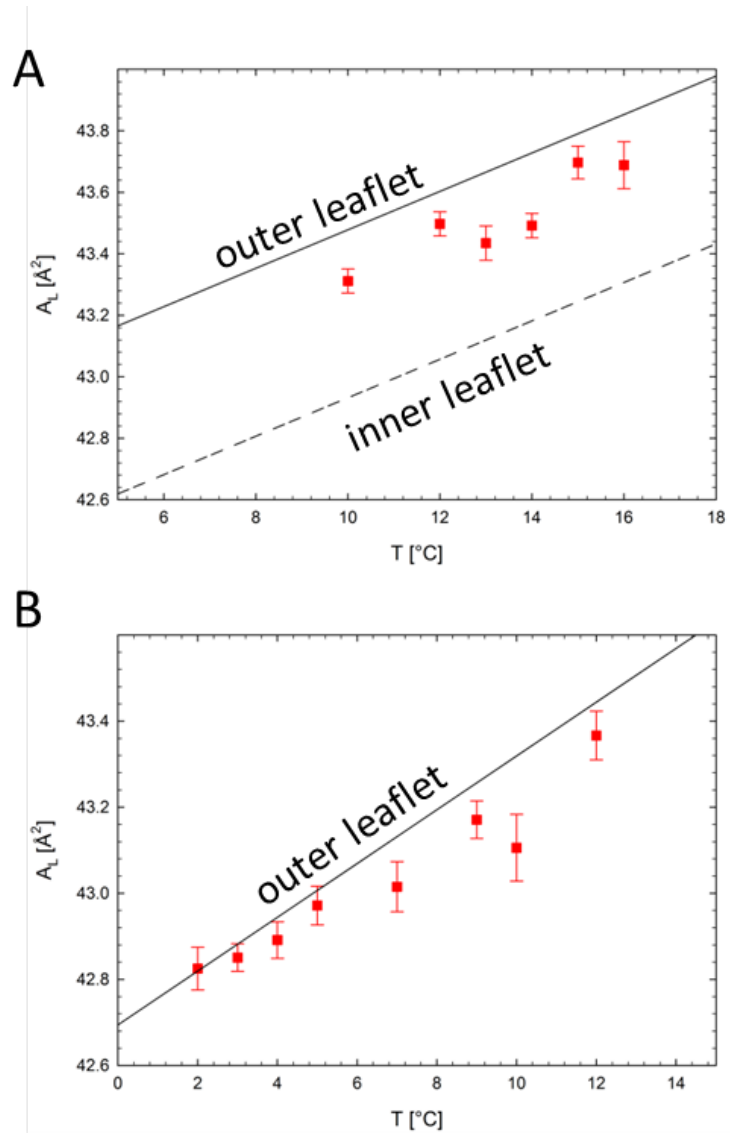 A
43.8
43.6
43.4
43.2
43.0
42.8
42.6
A_L [Å²]
outer leaflet
inner leaflet
6 8 10 12 14 16 18
T [°C]
B
43.4
43.2
43.0
42.8
42.6
A_L [Å²]
outer leaflet
0 2 4 6 8 10 12 14
T [°C]